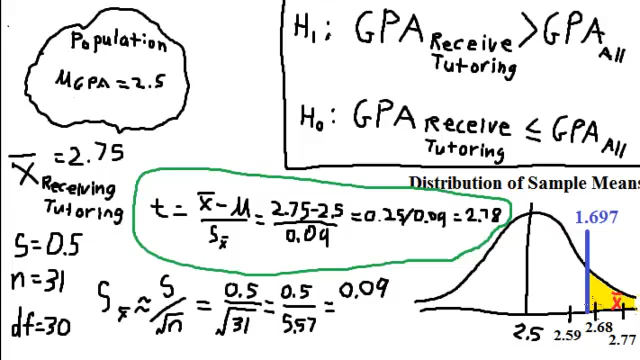 Population
μ GPA = 2.5
H₁: GPA Receive Tutoring > GPA All
H₀: GPA Receive Tutoring ≤ GPA All
x̄ Receiving Tutoring = 2.75
S = 0.5
n = 31
df = 30
t = x̄ - μ / S x̄ = 2.75 - 2.5 / 0.09 = 0.25/0.09 = 2.78
S x̄ ≈ S / √n = 0.5 / √31 = 0.5 / 5.57 = 0.09
Distribution of Sample Means
1.697
x̄
2.5 2.59 2.68 2.77